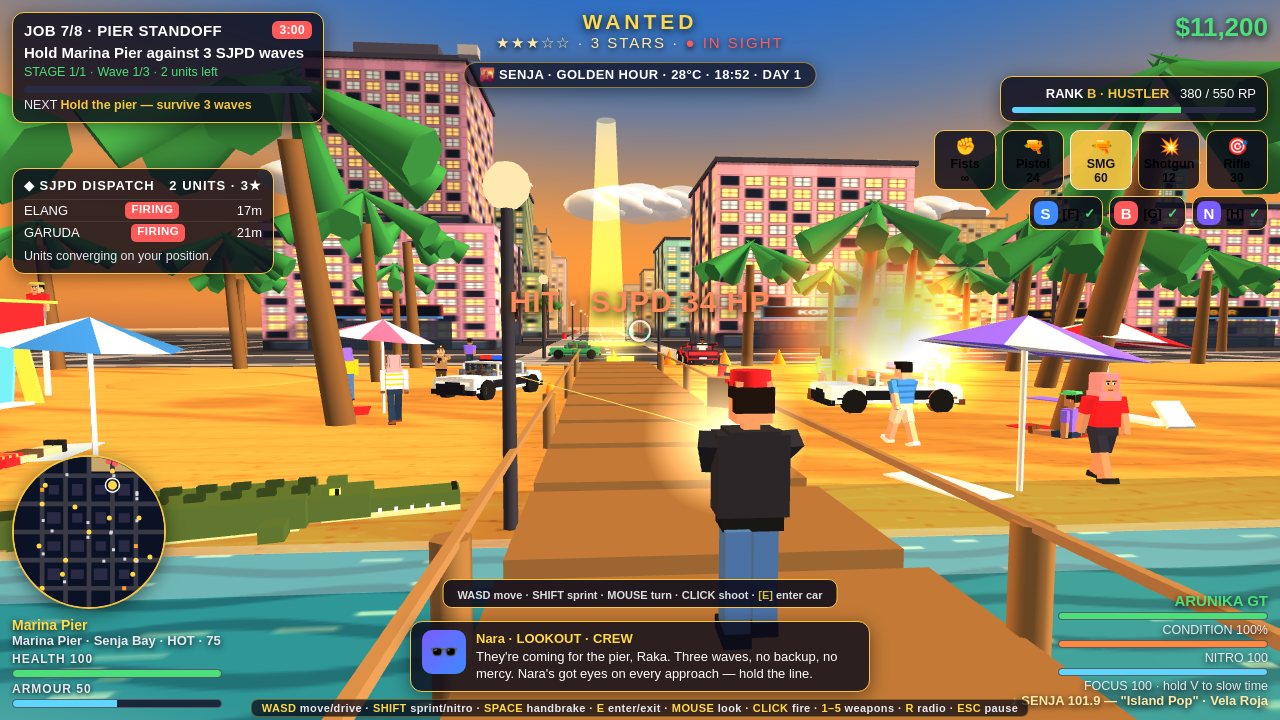 JOB 7/8 · PIER STANDOFF 3:00
Hold Marina Pier against 3 SJPD waves
STAGE 1/1 · Wave 1/3 · 2 units left
NEXT Hold the pier — survive 3 waves
WANTED
★★★☆☆ · 3 STARS · ● IN SIGHT
SENJA · GOLDEN HOUR · 28°C · 18:52 · DAY 1
$11,200
RANK B · HUSTLER 380 / 550 RP
Fists Pistol SMG Shotgun Rifle
∞ 24 60 12 30
S [F] ✓ B [G] ✓ N [H] ✓
◆ SJPD DISPATCH 2 UNITS · 3★
ELANG FIRING 17m
GARUDA FIRING 21m
Units converging on your position.
HIT · SJPD 34 HP
KOP
Marina Pier
Marina Pier · Senja Bay · HOT · 75
HEALTH 100
ARMOUR 50
WASD move · SHIFT sprint · MOUSE turn · CLICK shoot · [E] enter car
Nara · LOOKOUT · CREW
They're coming for the pier, Raka. Three waves, no backup, no
mercy. Nara's got eyes on every approach — hold the line.
ARUNIKA GT
CONDITION 100%
NITRO 100
FOCUS 100 · hold V to slow time
SENJA 101.9 — "Island Pop" · Vela Roja
WASD move/drive · SHIFT sprint/nitro · SPACE handbrake · E enter/exit · MOUSE look · CLICK fire · 1–5 weapons · R radio · ESC pause